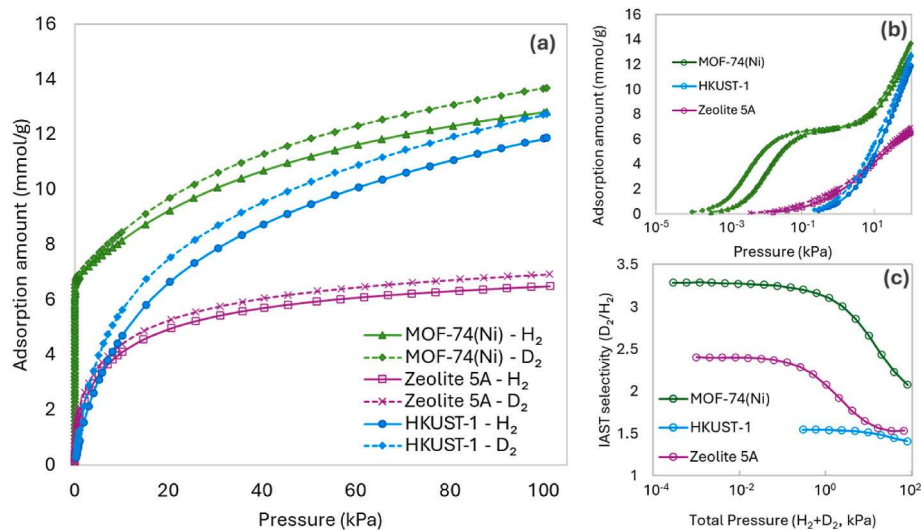 (a)
16
14
12
10
8
6
4
2
0
0 20 40 60 80 100
Adsorption amount (mmol/g)
Pressure (kPa)
MOF-74(Ni) - H₂
MOF-74(Ni) - D₂
Zeolite 5A - H₂
Zeolite 5A - D₂
HKUST-1 - H₂
HKUST-1 - D₂
(b)
16
14
12
10
8
6
4
2
0
10⁻⁵ 10⁻³ 10⁻¹ 10¹
Adsorption amount (mmol/g)
Pressure (kPa)
MOF-74(Ni)
HKUST-1
Zeolite 5A
(c)
3.5
3
2.5
2
1.5
1
10⁻⁴ 10⁻² 10⁰ 10²
IAST selectivity (D₂/H₂)
Total Pressure (H₂+D₂, kPa)
MOF-74(Ni)
HKUST-1
Zeolite 5A